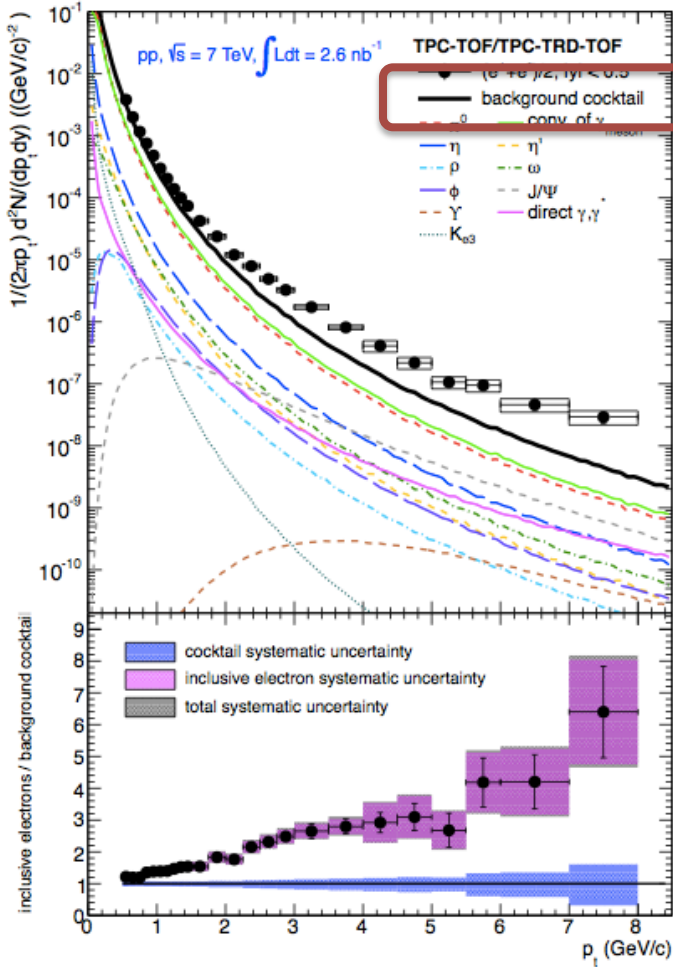 10⁻¹
pp, √s = 7 TeV, ∫ Ldt = 2.6 nb⁻¹
TPC-TOF/TPC-TRD-TOF
(e⁺+e⁻)/2, |y| < 0.5
background cocktail
conv. of γ meson
η
η'
ρ
ω
ϕ
J/Ψ
Υ
direct γ,γ*
K e3
1/(2πpₜ) d²N/(dpₜdy) ((GeV/c)⁻²)
10⁻²
10⁻³
10⁻⁴
10⁻⁵
10⁻⁶
10⁻⁷
10⁻⁸
10⁻⁹
10⁻¹⁰
inclusive electrons / background cocktail
cocktail systematic uncertainty
inclusive electron systematic uncertainty
total systematic uncertainty
9
8
7
6
5
4
3
2
1
0
0 1 2 3 4 5 6 7 8
pₜ (GeV/c)